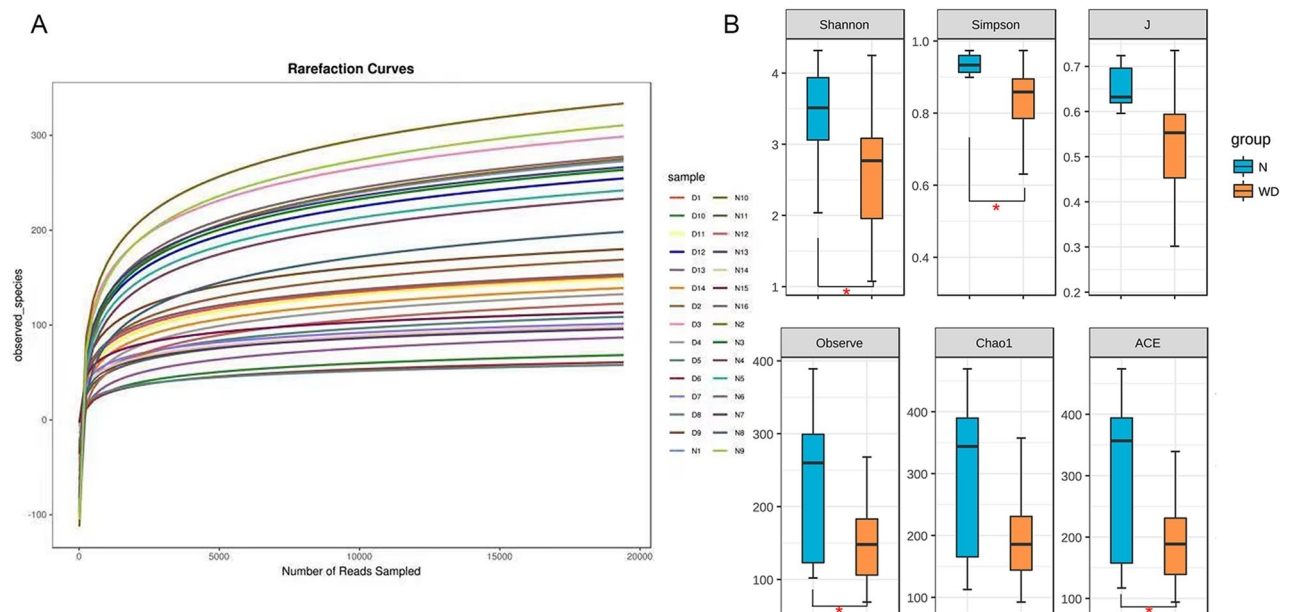 A
Rarefaction Curves
observed_species
300
200
100
0
-100
0 5000 10000 15000 20000
Number of Reads Sampled
sample
D1 N10
D10 N11
D11 N12
D12 N13
D13 N14
D14 N15
D2 N16
D3 N2
D4 N3
D5 N4
D6 N5
D7 N6
D8 N7
D9 N8
N1 N9
B
Shannon
4
3
2
1
*
Simpson
1.0
0.8
0.6
0.4
*
J
0.7
0.6
0.5
0.4
0.3
0.2
group
N
WD
Observe
400
300
200
100
*
Chao1
400
300
200
100
ACE
400
300
200
100
*